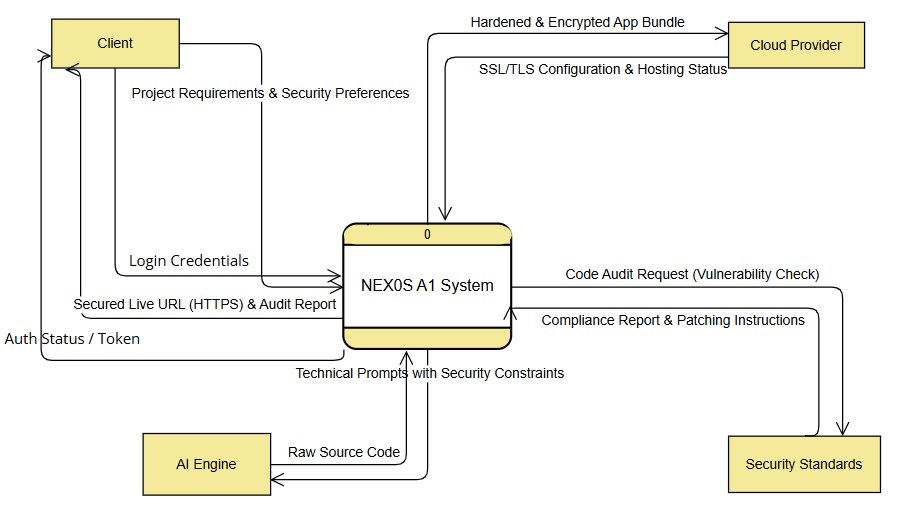 Hardened & Encrypted App Bundle
Client
Cloud Provider
SSL/TLS Configuration & Hosting Status
Project Requirements & Security Preferences
0
Login Credentials
Code Audit Request (Vulnerability Check)
NEX0S A1 System
Secured Live URL (HTTPS) & Audit Report
Compliance Report & Patching Instructions
Auth Status / Token
Technical Prompts with Security Constraints
Raw Source Code
AI Engine
Security Standards